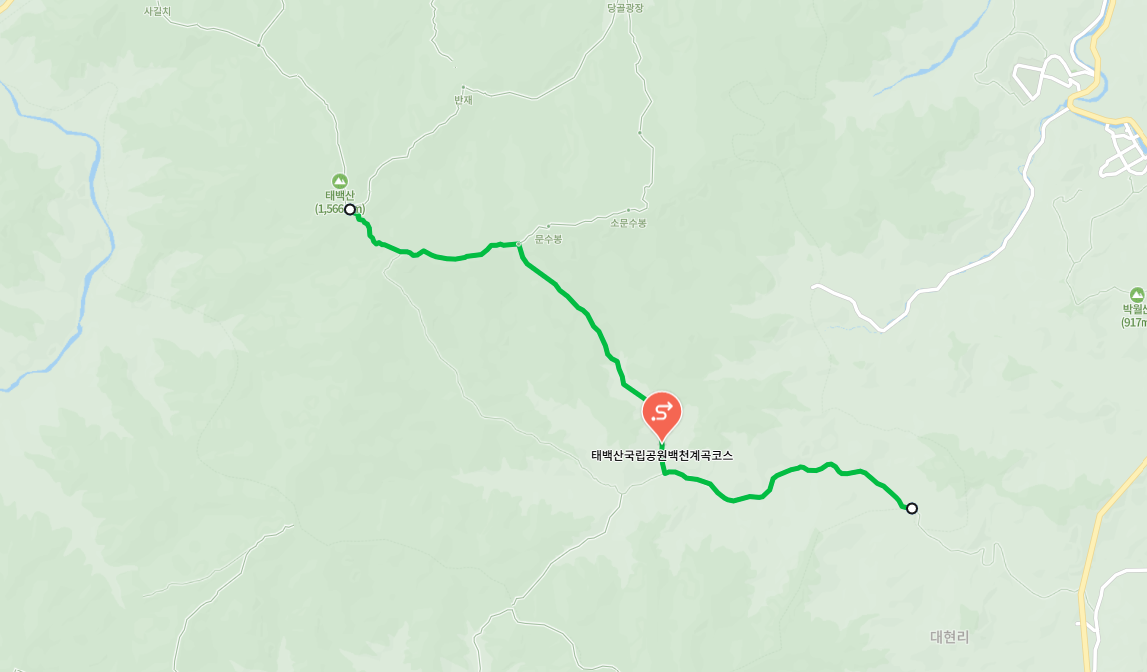 사길치
당골광장
반재
태백산
(1,566
m)
소문수봉
문수봉
박월산
(917m
태백산국립공원백천계곡코스
대현리